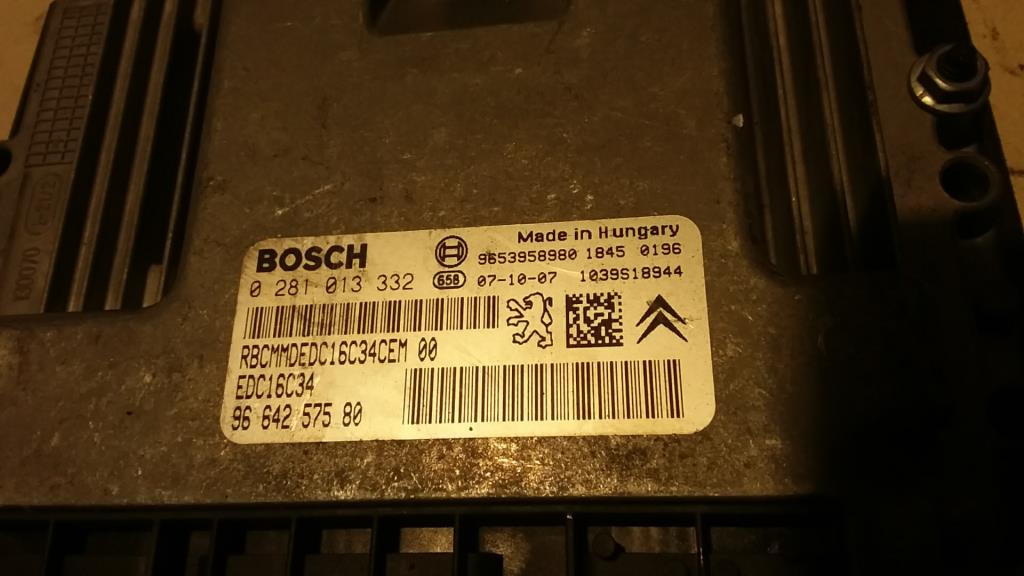 BOSCH
Made in Hungary
9653958980 1845 0196
0 281 013 332
658 07-10-07 1039S18944
RBCMMDEDC16C34CEM 00
EDC16C34
96 642 575 80